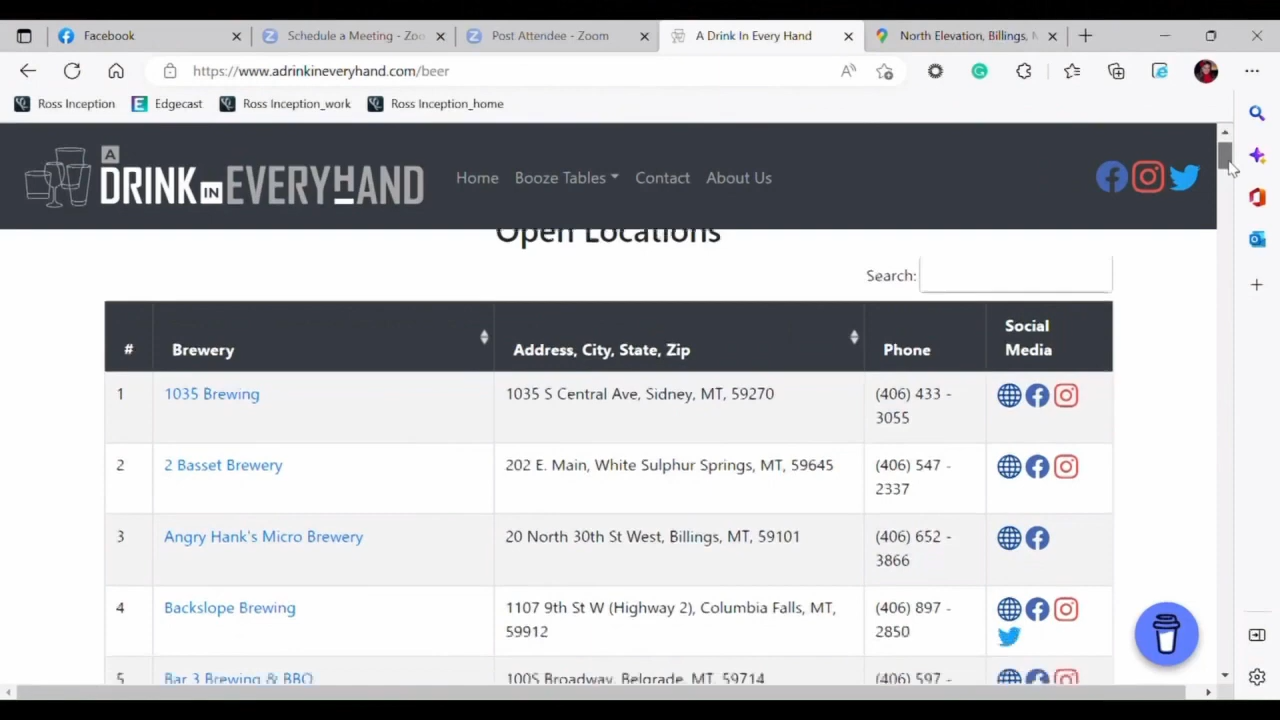 Facebook
Schedule a Meeting - Zoo
Post Attendee - Zoom
A Drink In Every Hand
North Elevation, Billings,
https://www.adrinkineveryhand.com/beer
Ross Inception
Edgecast
Ross Inception_work
Ross Inception_home
A DRINK IN EVERYHAND
Home
Booze Tables
Contact
About Us
Open Locations
Search:
# Brewery Address, City, State, Zip Phone Social Media
1 1035 Brewing 1035 S Central Ave, Sidney, MT, 59270 (406) 433 -
3055
2 2 Basset Brewery 202 E. Main, White Sulphur Springs, MT, 59645 (406) 547 -
2337
3 Angry Hank's Micro Brewery 20 North 30th St West, Billings, MT, 59101 (406) 652 -
3866
4 Backslope Brewing 1107 9th St W (Highway 2), Columbia Falls, MT, (406) 897 -
59912 2850
5 Bar 3 Brewing & BBQ 1005 Broadway, Belgrade, MT, 59714 (406) 597 -